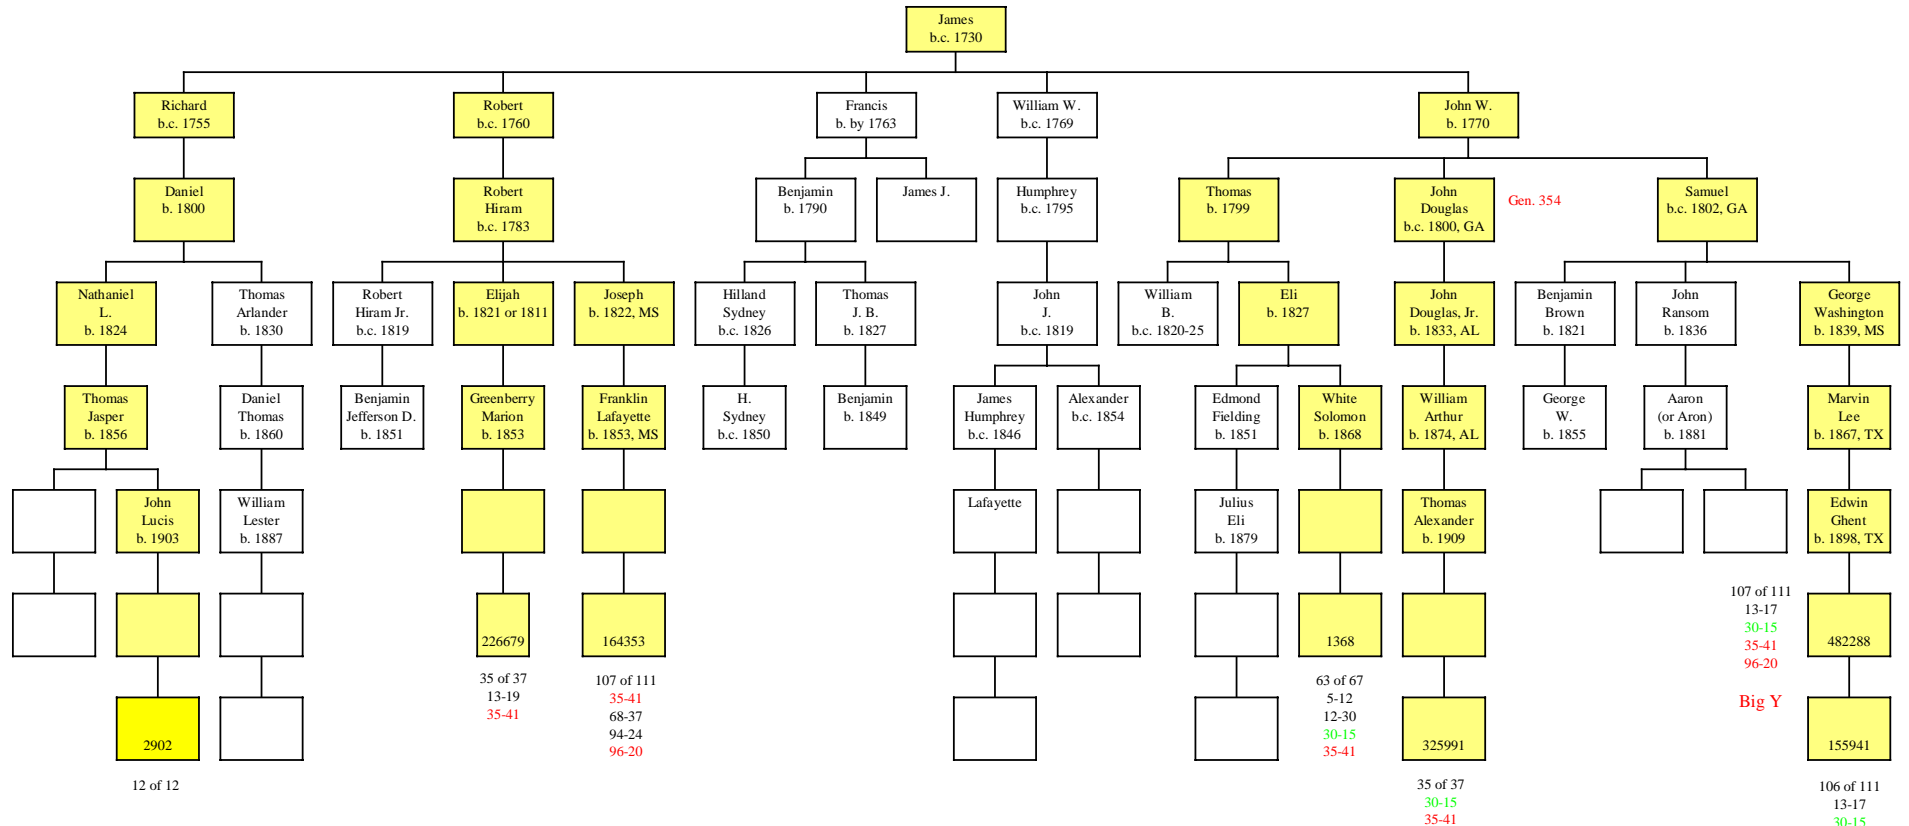 James
b.c. 1730
Richard
b.c. 1755
Robert
b.c. 1760
Francis
b. by 1763
William W.
b.c. 1769
John W.
b. 1770
Daniel
b. 1800
Robert
Hiram
b.c. 1783
Benjamin
b. 1790
James J.
Humphrey
b.c. 1795
Thomas
b. 1799
John
Douglas
b.c. 1800, GA
Gen. 354
Samuel
b.c. 1802, GA
Nathaniel
L.
b. 1824
Thomas
Arlander
b. 1830
Robert
Hiram Jr.
b.c. 1819
Elijah
b. 1821 or 1811
Joseph
b. 1822, MS
Hilland
Sydney
b.c. 1826
Thomas
J. B.
b. 1827
John
J.
b.c. 1819
William
B.
b.c. 1820-25
Eli
b. 1827
John
Douglas, Jr.
b. 1833, AL
Benjamin
Brown
b. 1821
John
Ransom
b. 1836
George
Washington
b. 1839, MS
Thomas
Jasper
b. 1856
Daniel
Thomas
b. 1860
Benjamin
Jefferson D.
b. 1851
Greenberry
Marion
b. 1853
Franklin
Lafayette
b. 1853, MS
H.
Sydney
b.c. 1850
Benjamin
b. 1849
James
Humphrey
b.c. 1846
Alexander
b.c. 1854
Edmond
Fielding
b. 1851
White
Solomon
b. 1868
William
Arthur
b. 1874, AL
George
W.
b. 1855
Aaron
(or Aron)
b. 1881
Marvin
Lee
b. 1867, TX
John
Lucis
b. 1903
William
Lester
b. 1887
Lafayette
Julius
Eli
b. 1879
Thomas
Alexander
b. 1909
Edwin
Ghent
b. 1898, TX
226679
164353
1368
107 of 111
13-17
30-15
35-41
96-20
482288
35 of 37
13-19
35-41
107 of 111
35-41
68-37
94-24
96-20
63 of 67
5-12
12-30
30-15
35-41
Big Y
2902
325991
155941
12 of 12
35 of 37
30-15
35-41
106 of 111
13-17
30-15